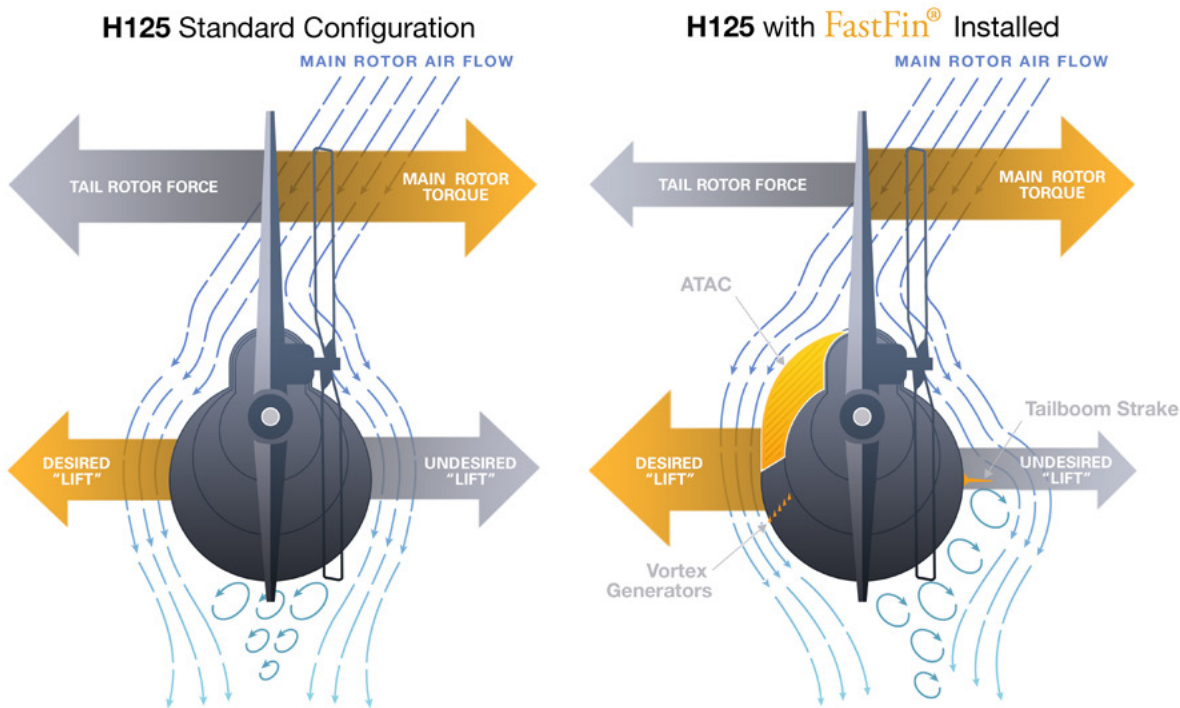 H125 Standard Configuration
MAIN ROTOR AIR FLOW
TAIL ROTOR FORCE
MAIN ROTOR
TORQUE
DESIRED
"LIFT"
UNDESIRED
"LIFT"
H125 with FastFin® Installed
MAIN ROTOR AIR FLOW
TAIL ROTOR FORCE
MAIN ROTOR
TORQUE
ATAC
Tailboom Strake
DESIRED
"LIFT"
UNDESIRED
"LIFT"
Vortex
Generators